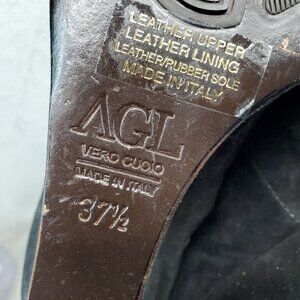 LEATHER UPPER
LEATHER LINING
LEATHER/RUBBER SOLE
MADE IN ITALY
AGL
VERO CUOIO
MADE IN ITALY
37½